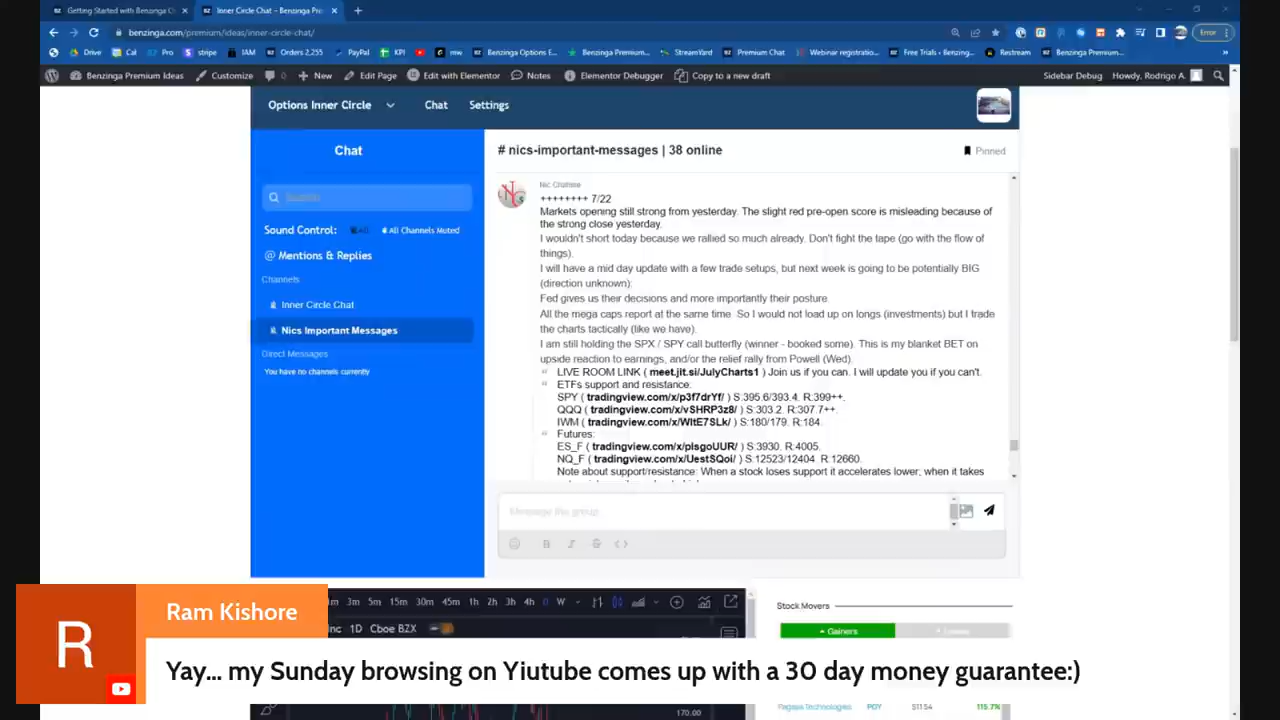 Getting Started with Benzinga O
Inner Circle Chat – Benzinga Pre
benzinga.com/premium/ideas/inner-circle-chat/
Error
Drive
Cal
Pro
stripe
IAM
Orders 2,255
PayPal
KPI
mw
Benzinga Options E...
Benzinga Premium...
StreamYard
Premium Chat
Webinar registratio...
Free Trials ‹ Benzing...
Restream
Benzinga Premium...
Benzinga Premium Ideas
Customize
New
Edit Page
Edit with Elementor
Notes
Elementor Debugger
Copy to a new draft
Sidebar Debug
Howdy, Rodrigo A.
Options Inner Circle
Chat
Settings
Chat
# nics-important-messages | 38 online
Pinned
Sound Control:
All Channels Muted
@ Mentions & Replies
Channels
Inner Circle Chat
Nics Important Messages
Direct Messages
You have no channels currently
Nic Chahine
++++++++ 7/22
Markets opening still strong from yesterday. The slight red pre-open score is misleading because of
the strong close yesterday.
I wouldn't short today because we rallied so much already. Don't fight the tape (go with the flow of
things).
I will have a mid day update with a few trade setups, but next week is going to be potentially BIG
(direction unknown):
Fed gives us their decisions and more importantly their posture
All the mega caps report at the same time So I would not load up on longs (investments) but I trade
the charts tactically (like we have).
I am still holding the SPX / SPY call butterfly (winner - booked some). This is my blanket BET on
upside reaction to earnings, and/or the relief rally from Powell (Wed).
LIVE ROOM LINK ( meet.jit.si/JulyCharts1 ) Join us if you can. I will update you if you can't.
ETFs support and resistance:
SPY ( tradingview.com/x/p3f7drYf/ ) S:395.6/393.4. R:399++.
QQQ ( tradingview.com/x/vSHRP3z8/ ) S:303.2. R:307.7++.
IWM ( tradingview.com/x/WltE7SLk/ ) S:180/179. R:184.
Futures:
ES_F ( tradingview.com/x/plsgoUUR/ ) S:3930. R:4005.
NQ_F ( tradingview.com/x/UestSQoi/ ) S:12523/12404 R:12660.
Note about support/resistance: When a stock loses support it accelerates lower; when it takes
Message the group
B
I
S
1m 3m 5m 15m 30m 45m 1h 2h 3h 4h D W
inc 1D Cboe BZX
Stock Movers
Gainers
R
Ram Kishore
Yay... my Sunday browsing on Yiutube comes up with a 30 day money guarantee:)
170.00
Pagaya Technologies PGY $11.54 115.7%